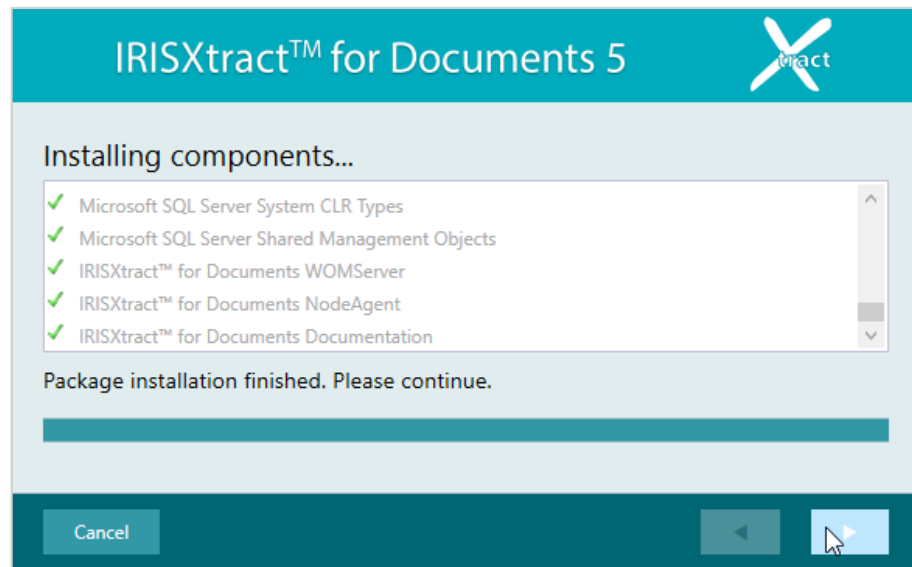 IRISXtract™ for Documents 5
tract
Installing components...
Microsoft SQL Server System CLR Types
Microsoft SQL Server Shared Management Objects
IRISXtract™ for Documents WOMServer
IRISXtract™ for Documents NodeAgent
IRISXtract™ for Documents Documentation
Package installation finished. Please continue.
Cancel